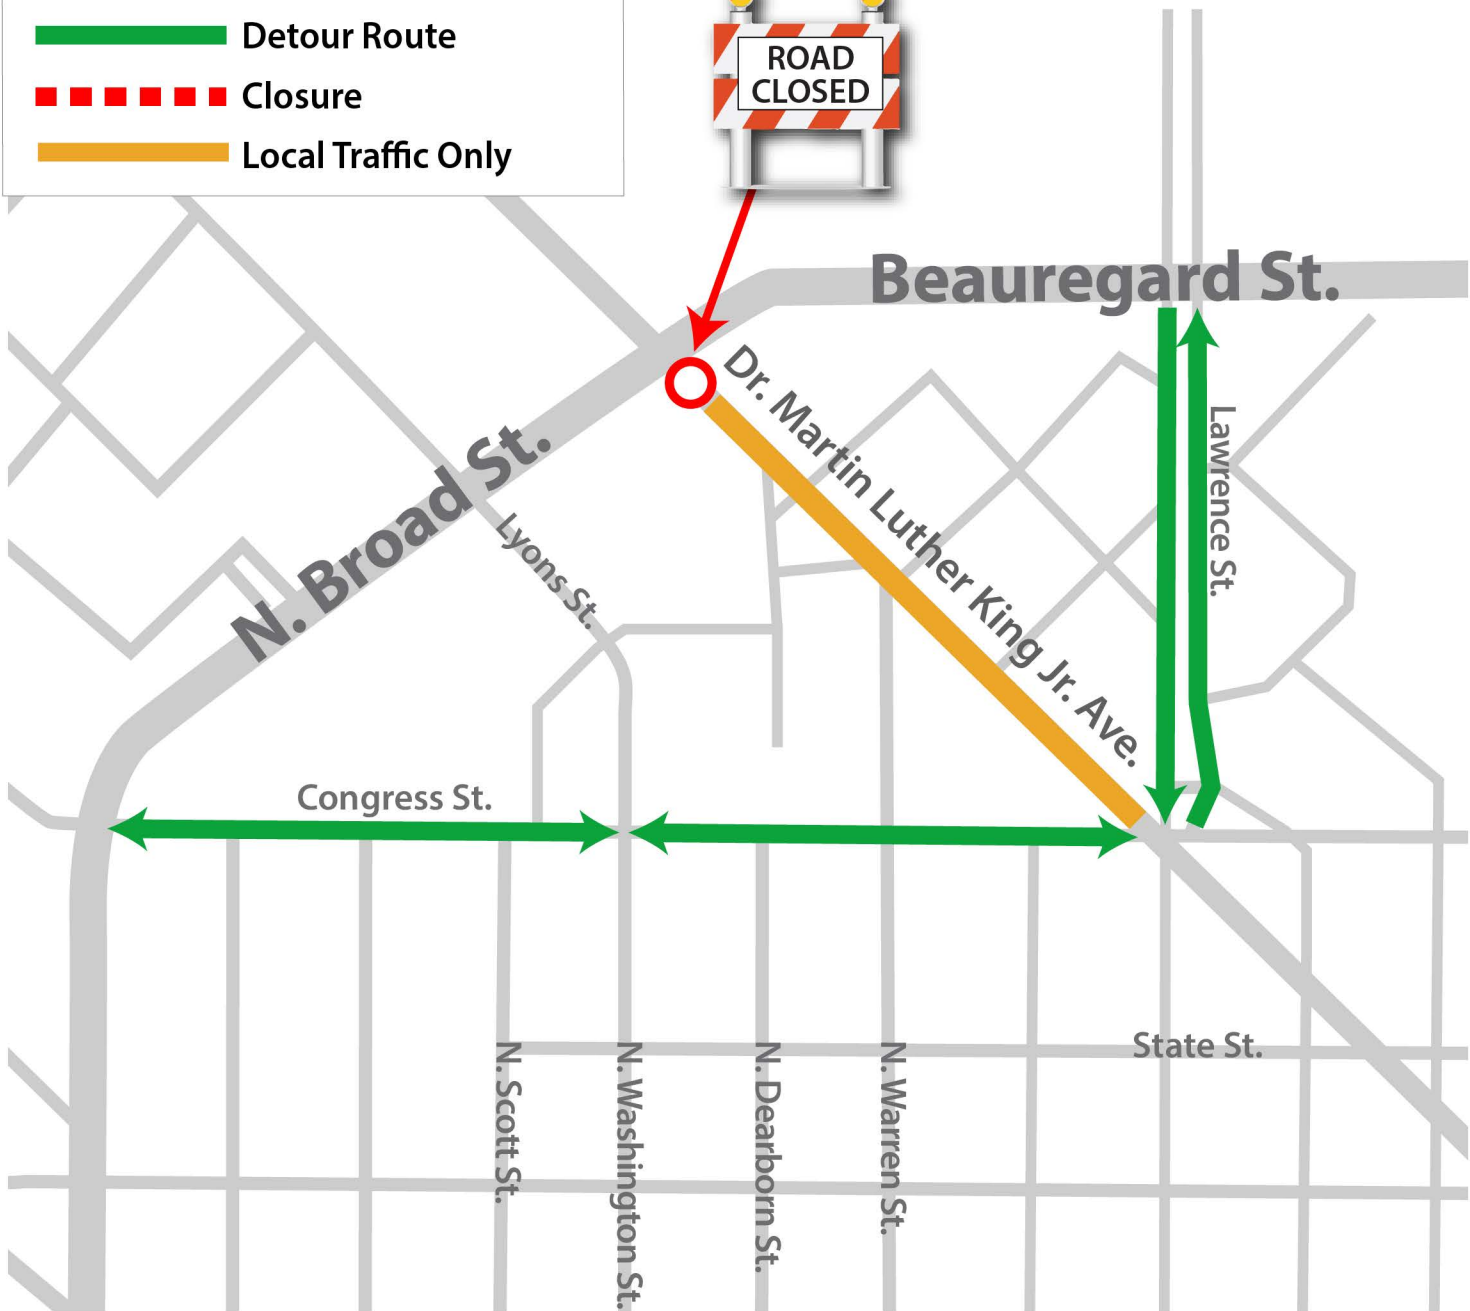 Detour Route
Closure
Local Traffic Only
ROAD
CLOSED
Beauregard St.
Dr. Martin Luther King Jr. Ave.
Lawrence St.
N. Broad St.
Lyons St.
Congress St.
State St.
N. Scott St.
N. Washington St.
N. Dearborn St.
N. Warren St.